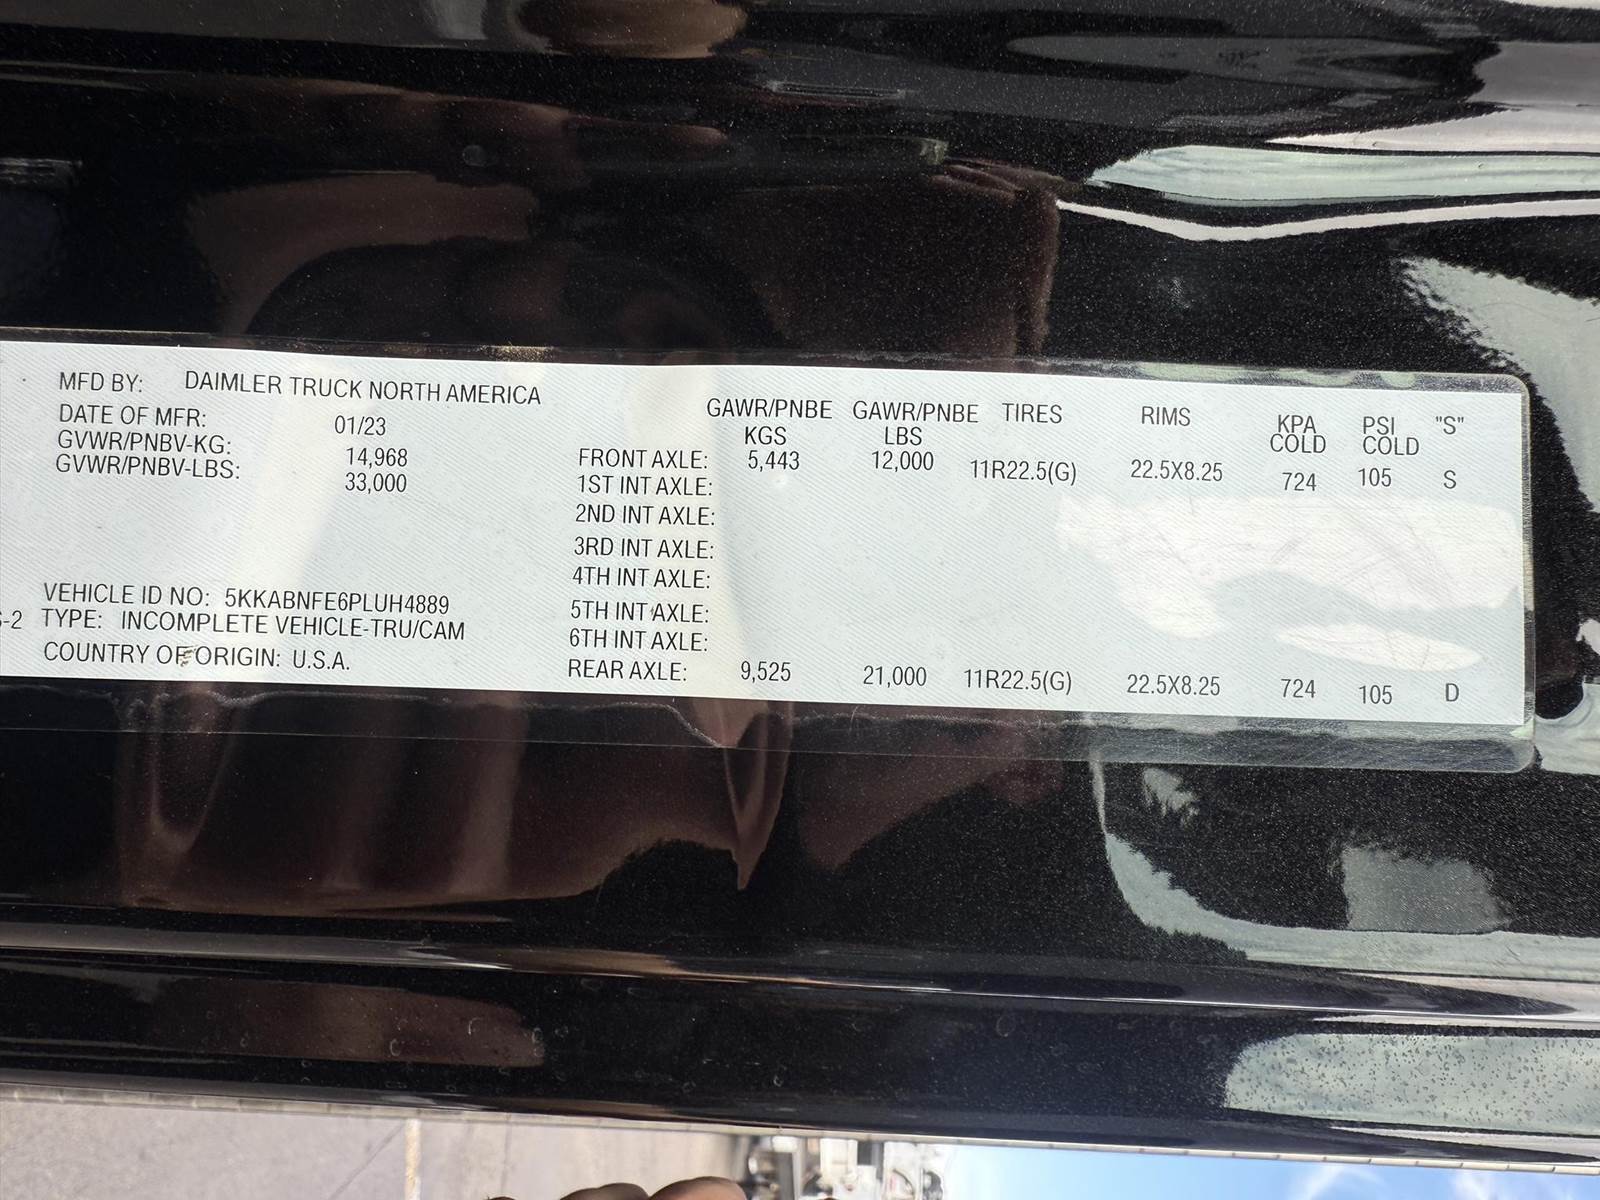 MFD BY: DAIMLER TRUCK NORTH AMERICA
DATE OF MFR: 01/23
GVWR/PNBV-KG: 14,968
GVWR/PNBV-LBS: 33,000
VEHICLE ID NO: 5KKABNFE6PLUH4889
-2 TYPE: INCOMPLETE VEHICLE-TRU/CAM
COUNTRY OF ORIGIN: U.S.A.
GAWR/PNBE GAWR/PNBE TIRES RIMS KPA PSI "S"
KGS LBS COLD COLD
FRONT AXLE: 5,443 12,000 11R22.5(G) 22.5X8.25 724 105 S
1ST INT AXLE:
2ND INT AXLE:
3RD INT AXLE:
4TH INT AXLE:
5TH INT AXLE:
6TH INT AXLE:
REAR AXLE: 9,525 21,000 11R22.5(G) 22.5X8.25 724 105 D